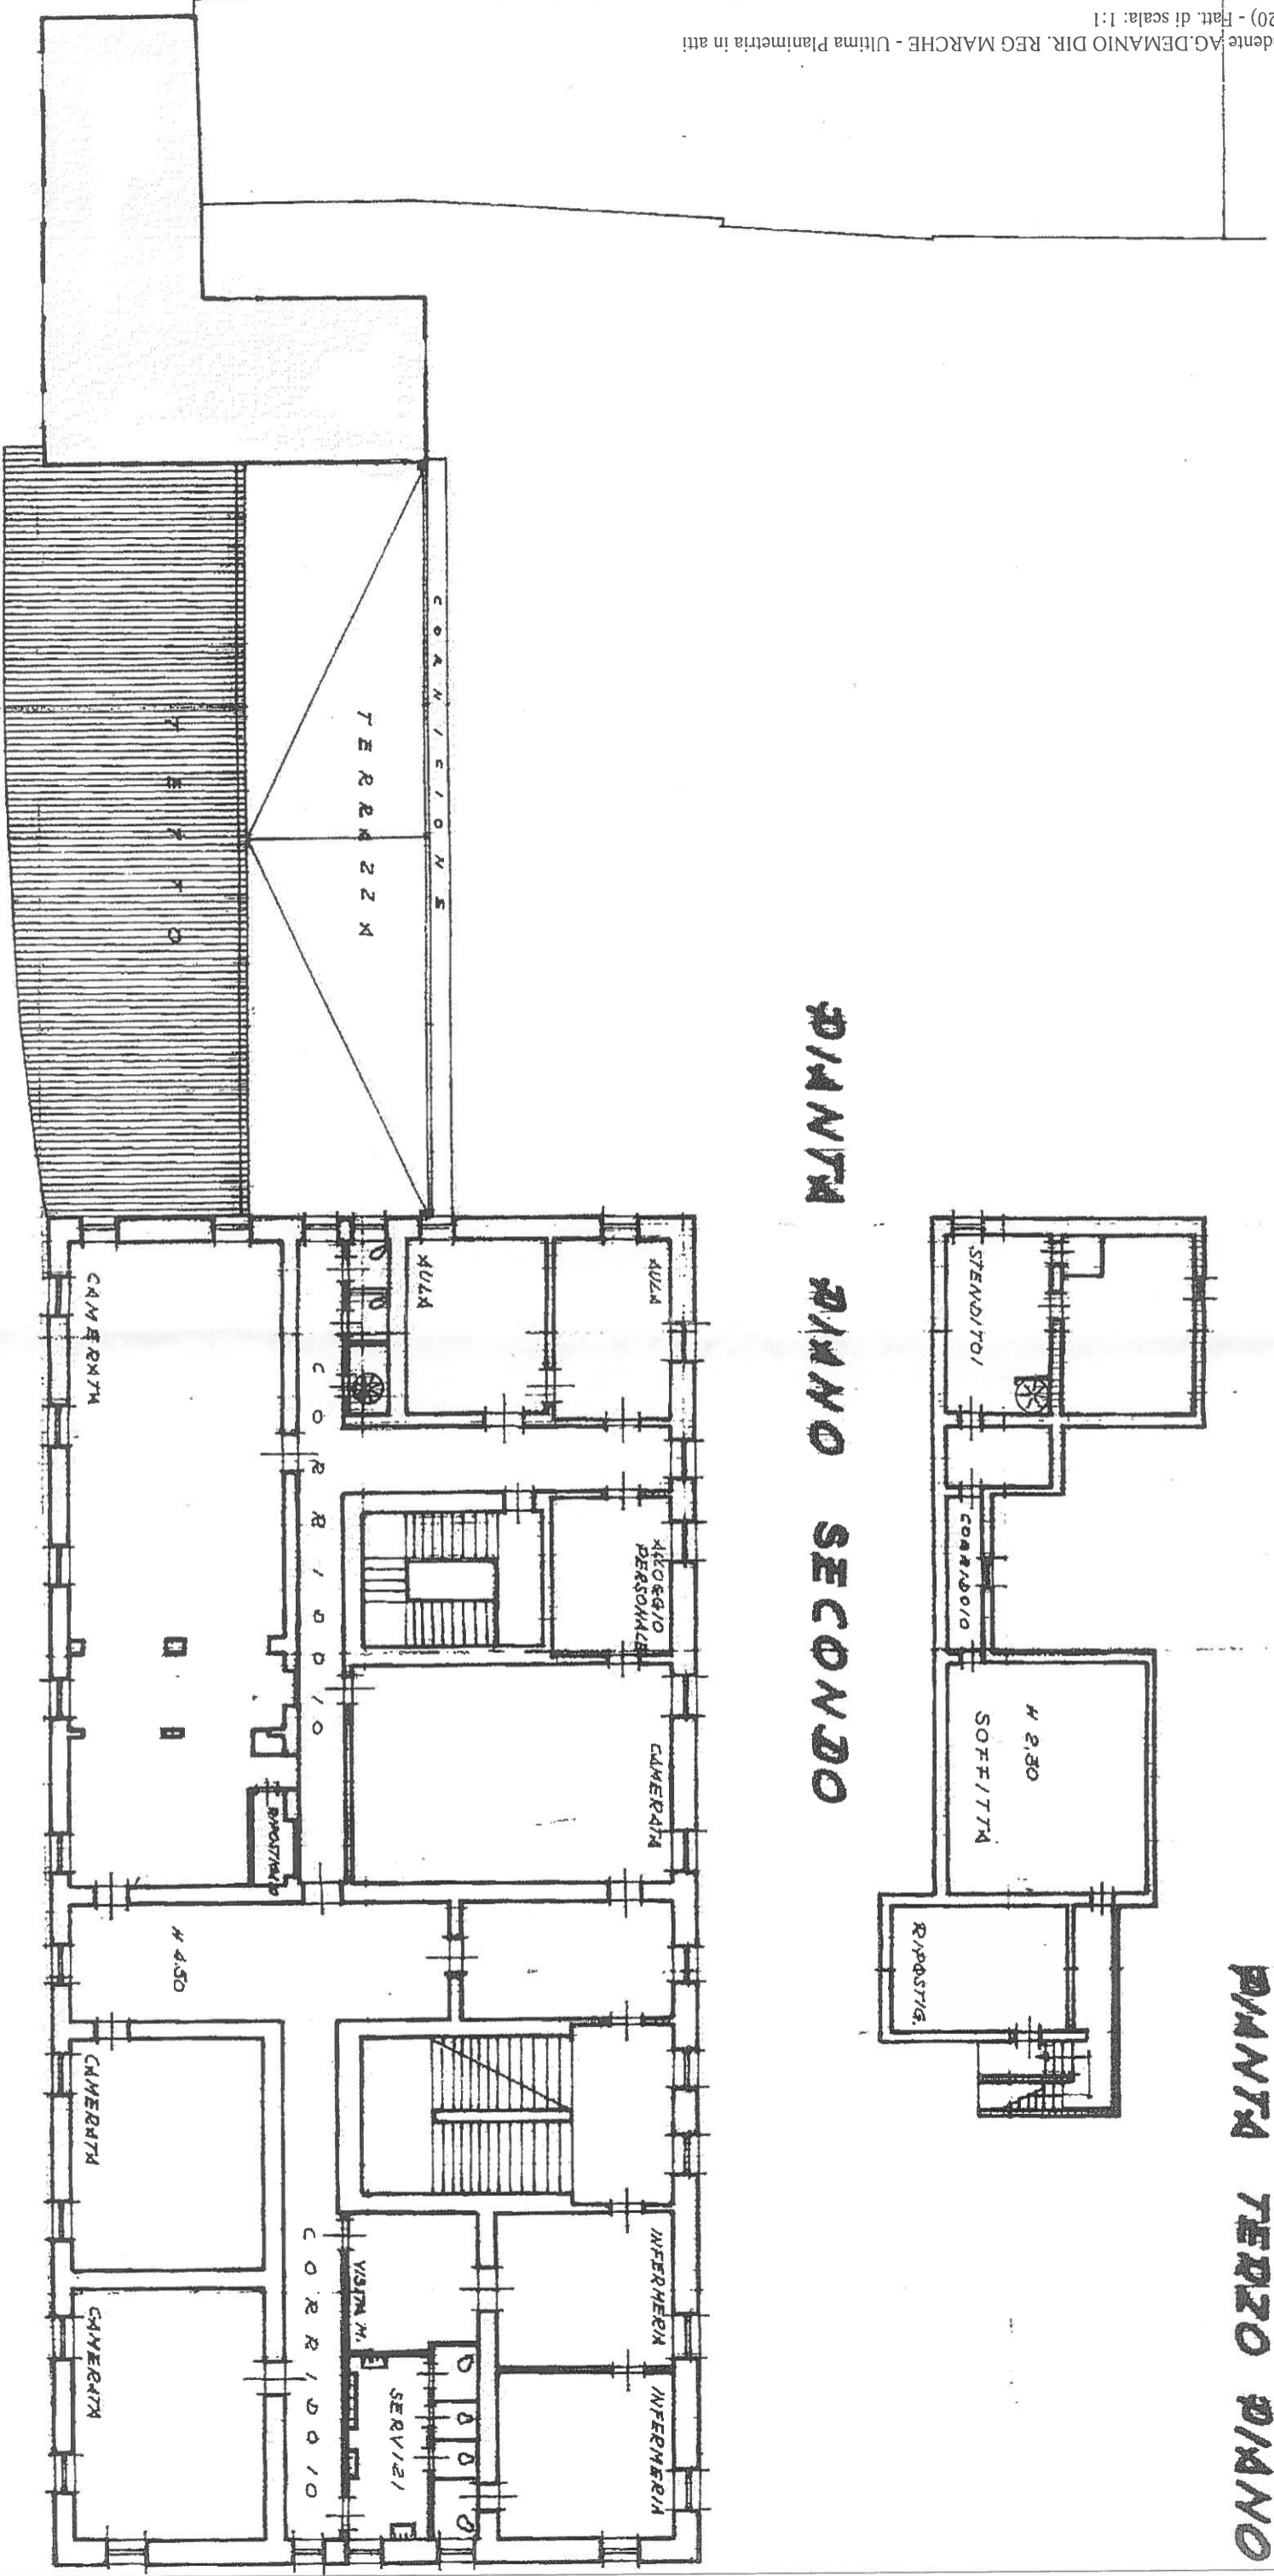 dente AG.DEMANIO DIR. REG MARCHE - Ultima Planimetria in atti
20) - Fatt. di scala: 1:1
PIANTA TERZO PIANO
STENDITOI
CORRIDOIO
H 2,80
SOFFITTA
RIPOSTIG.
PIANTA PIANO SECONDO
CORNICIONE
TERRAZZA
TETTO
AULA
AULA
ALLOGGIO
PERSONALE
CAMERATA
CORRIDOIO
CAMERATA
RIPOSTIGLIO
H 4.50
CAMERATA
CAMERATA
INFERMERIA
INFERMERIA
VISITA M.
SERVIZI
CORRIDOIO